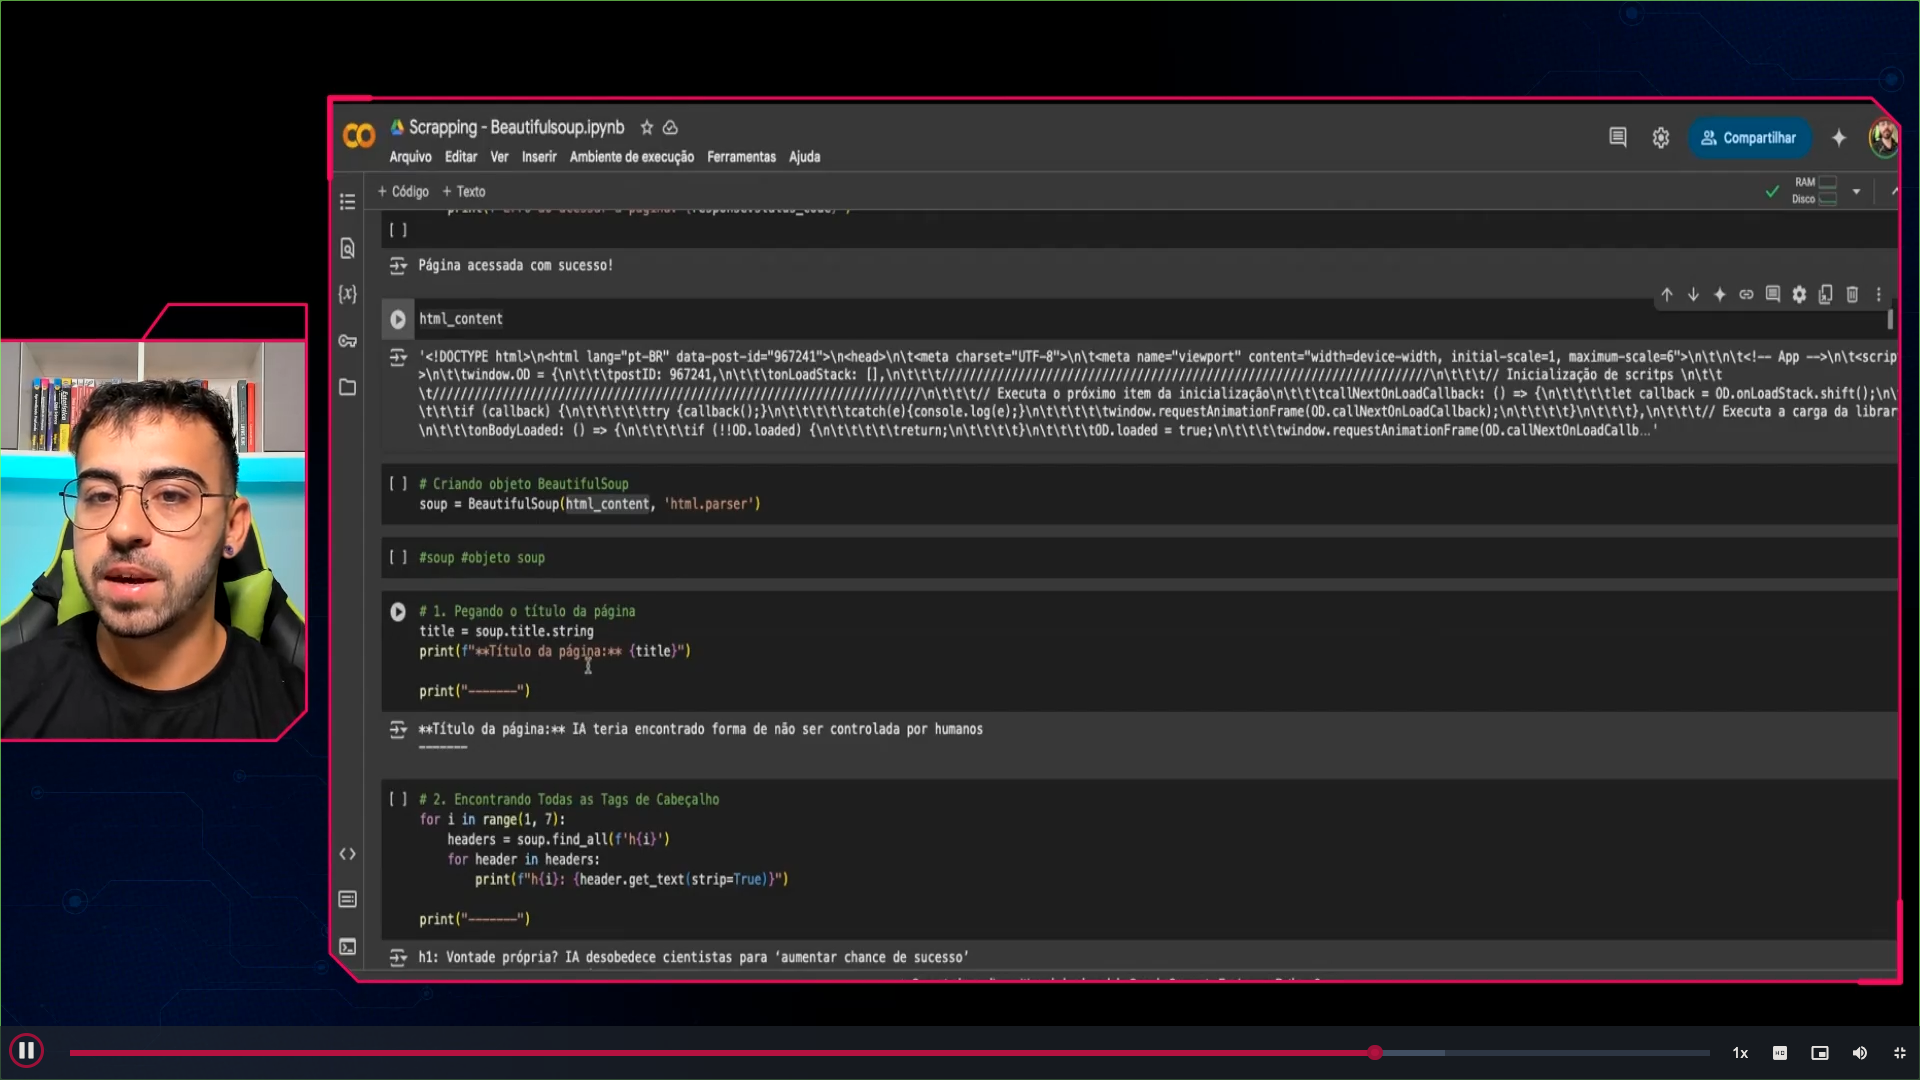 Scrapping - Beautifulsoup.ipynb
Arquivo Editar Ver Inserir Ambiente de execução Ferramentas Ajuda
Compartilhar
+ Código + Texto
RAM
Disco
[ ]
Página acessada com sucesso!
html_content
'<!DOCTYPE html>\n<html lang="pt-BR" data-post-id="967241">\n<head>\n\t<meta charset="UTF-8">\n\t<meta name="viewport" content="width=device-width, initial-scale=1, maximum-scale=6">\n\t\n\t<!-- App -->\n\t<scrip
>\n\t\twindow.OD = {\n\t\t\tpostID: 967241,\n\t\t\tonLoadStack: [],\n\t\t\t//////////////////////////////////////////////////////////////////////\n\t\t\t// Inicialização de scritps \n\t\t
\t//////////////////////////////////////////////////////////////////////\n\t\t\t// Executa o próximo item da inicialização\n\t\t\tcallNextOnLoadCallback: () => {\n\t\t\t\tlet callback = OD.onLoadStack.shift();\n\t
\t\t\tif (callback) {\n\t\t\t\t\ttry {callback();}\n\t\t\t\t\tcatch(e){console.log(e);}\n\t\t\t\t\twindow.requestAnimationFrame(OD.callNextOnLoadCallback);\n\t\t\t\t}\n\t\t\t},\n\t\t\t// Executa a carga da librar
\n\t\t\tonBodyLoaded: () => {\n\t\t\t\tif (!!OD.loaded) {\n\t\t\t\t\treturn;\n\t\t\t\t}\n\t\t\t\tOD.loaded = true;\n\t\t\t\twindow.requestAnimationFrame(OD.callNextOnLoadCallb…'
[ ] # Criando objeto BeautifulSoup
soup = BeautifulSoup(html_content, 'html.parser')
[ ] #soup #objeto soup
# 1. Pegando o título da página
title = soup.title.string
print(f"**Título da página:** {title}")
print("-------")
**Título da página:** IA teria encontrado forma de não ser controlada por humanos
-------
[ ] # 2. Encontrando Todas as Tags de Cabeçalho
for i in range(1, 7):
headers = soup.find_all(f'h{i}')
for header in headers:
print(f"h{i}: {header.get_text(strip=True)}")
print("-------")
h1: Vontade própria? IA desobedece cientistas para ‘aumentar chance de sucesso’
1x